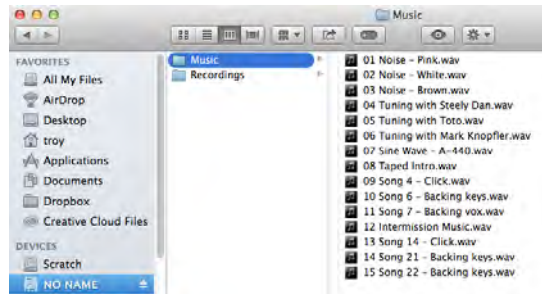 Music
FAVORITES
All My Files
AirDrop
Desktop
troy
Applications
Documents
Dropbox
Creative Cloud Files
DEVICES
Scratch
NO NAME
Music
Recordings
01 Noise - Pink.wav
02 Noise - White.wav
03 Noise - Brown.wav
04 Tuning with Steely Dan.wav
05 Tuning with Toto.wav
06 Tuning with Mark Knopfler.wav
07 Sine Wave - A-440.wav
08 Taped Intro.wav
09 Song 4 - Click.wav
10 Song 6 - Backing keys.wav
11 Song 7 - Backing vox.wav
12 Intermission Music.wav
13 Song 14 - Click.wav
14 Song 21 - Backing keys.wav
15 Song 22 - Backing keys.wav